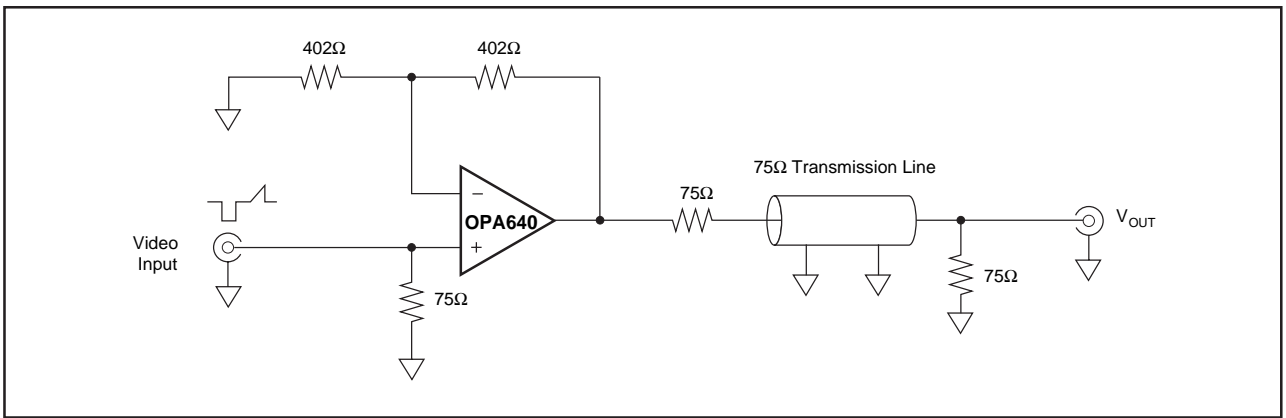 402Ω
402Ω
75Ω Transmission Line
75Ω
−
OPA640
+
Video
Input
75Ω
V_OUT
75Ω